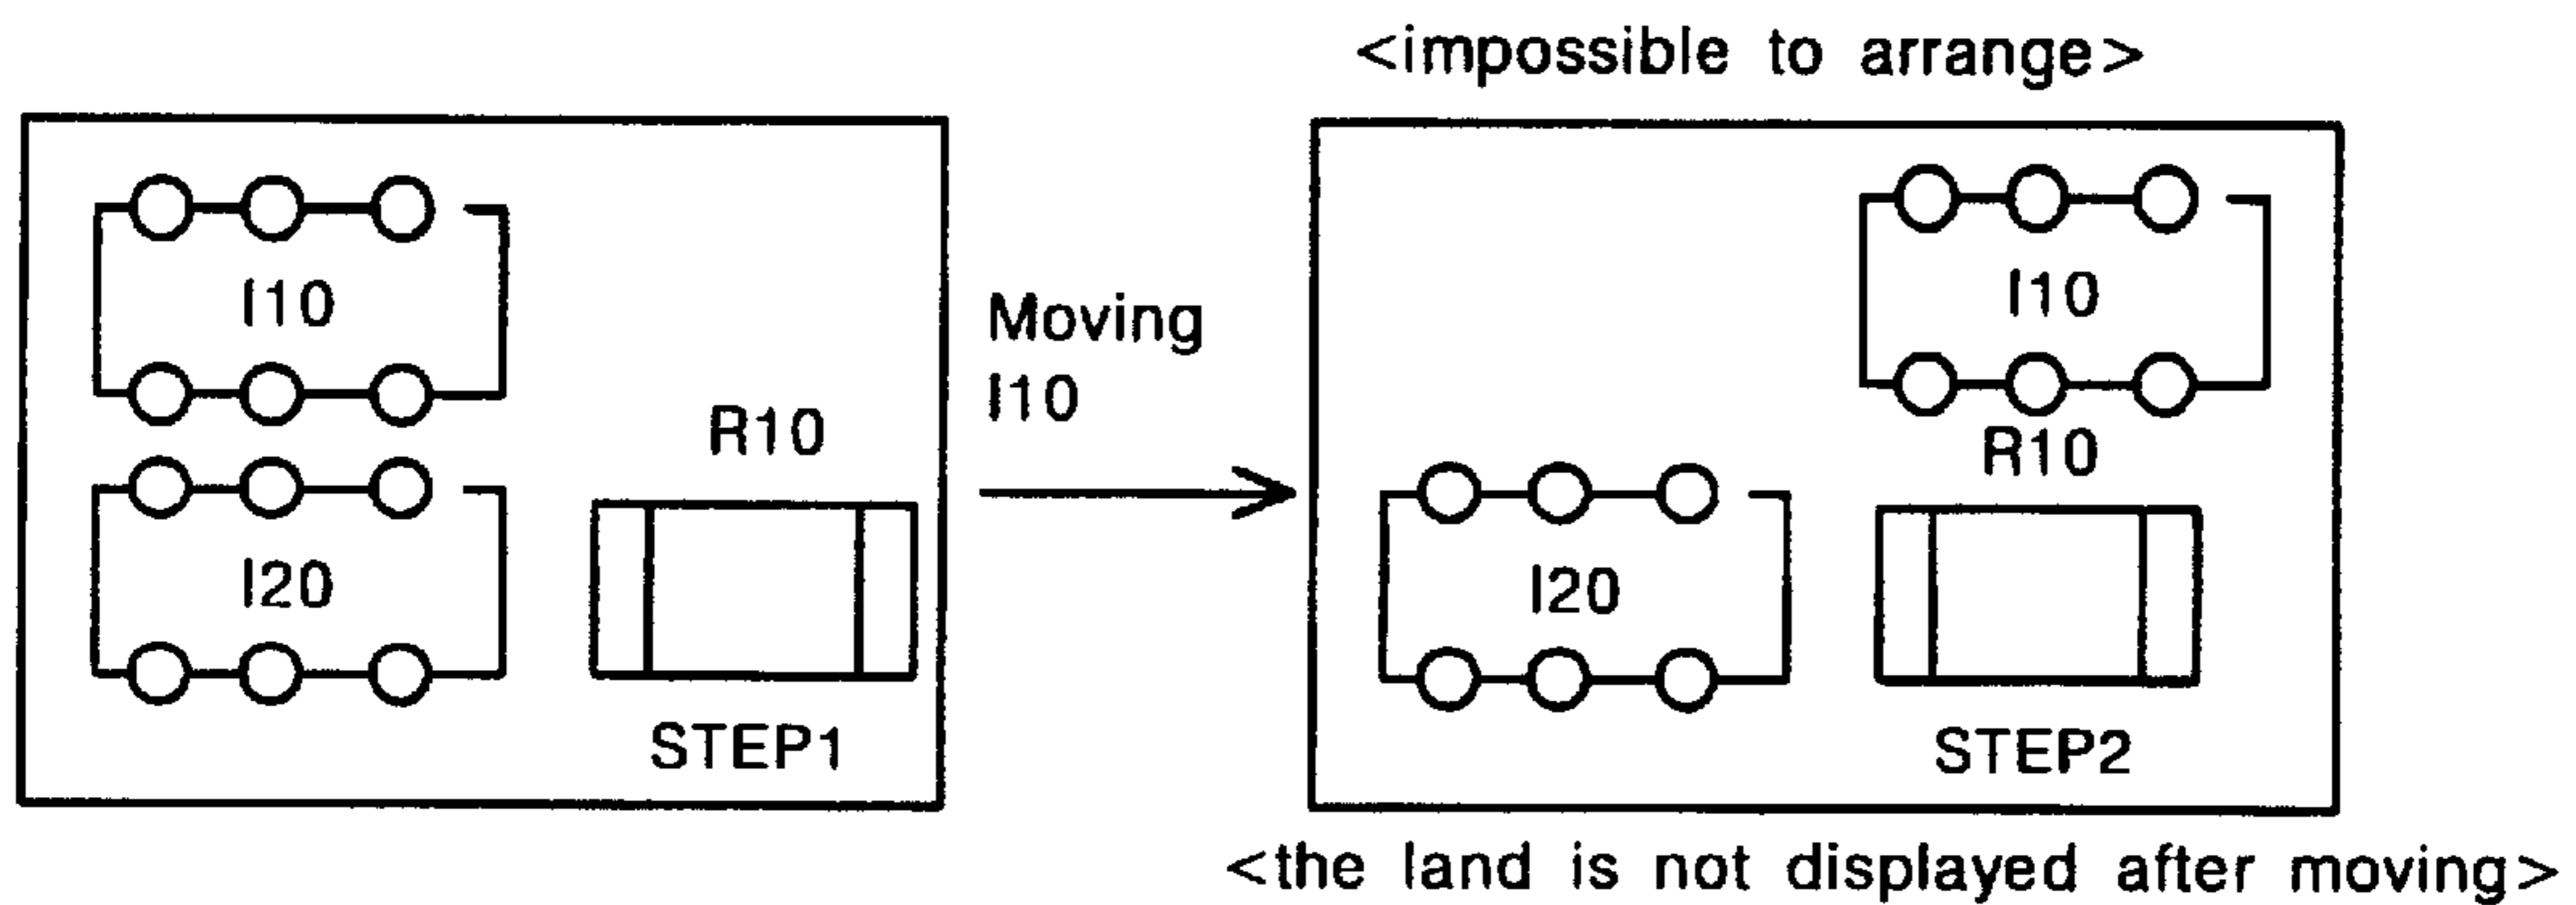 <impossible to arrange>
I10
R10
I20
STEP1
Moving
I10
I10
R10
I20
STEP2
<the land is not displayed after moving>